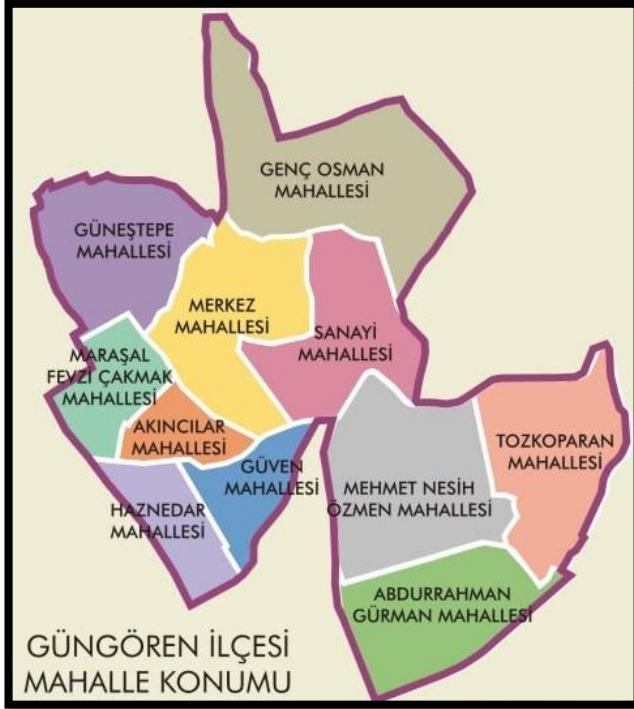 GENÇ OSMAN
MAHALLESİ
GÜNEŞTEPE
MAHALLESİ
MERKEZ
MAHALLESİ
SANAYİ
MAHALLESİ
MARAŞAL
FEVZİ ÇAKMAK
MAHALLESİ
AKINCILAR
MAHALLESİ
GÜVEN
MAHALLESİ
HAZNEDAR
MAHALLESİ
TOZKOPARAN
MAHALLESİ
MEHMET NESİH
ÖZMEN MAHALLESİ
ABDURRAHMAN
GÜRMAN MAHALLESİ
GÜNGÖREN İLÇESİ
MAHALLE KONUMU